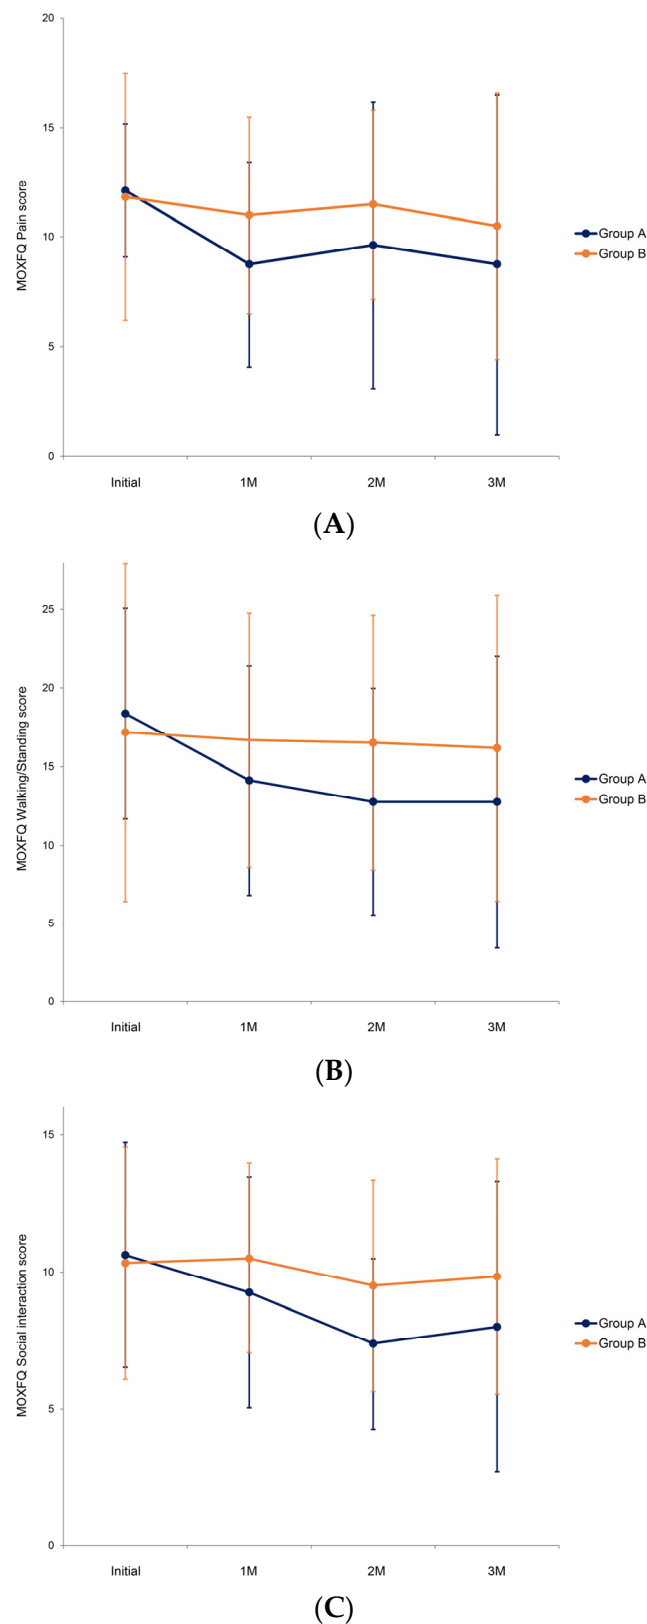 20
15
10
5
0
MOXFQ Pain score
Initial 1M 2M 3M
Group A
Group B
(A)
25
20
15
10
5
0
MOXFQ Walking/Standing score
Initial 1M 2M 3M
Group A
Group B
(B)
15
10
5
0
MOXFQ Social interaction score
Initial 1M 2M 3M
Group A
Group B
(C)